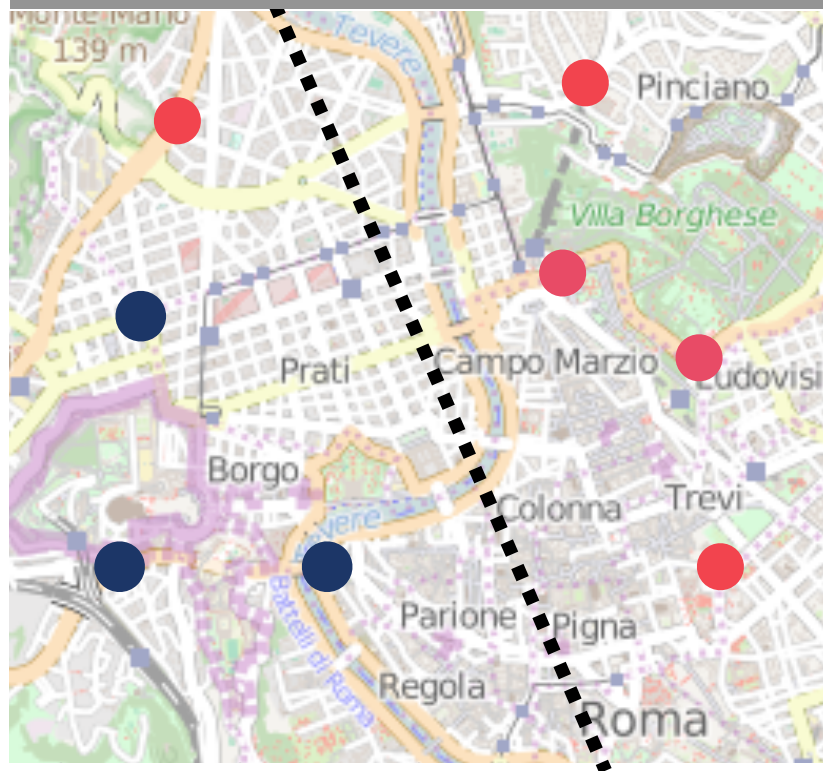 Monte Mario
139 m
Tevere
Pinciano
Villa Borghese
Prati
Campo Marzio
Ludovisi
Borgo
Trevi
Colonna
Tevere
Parione
Pigna
Battelli di Roma
Regola
Roma